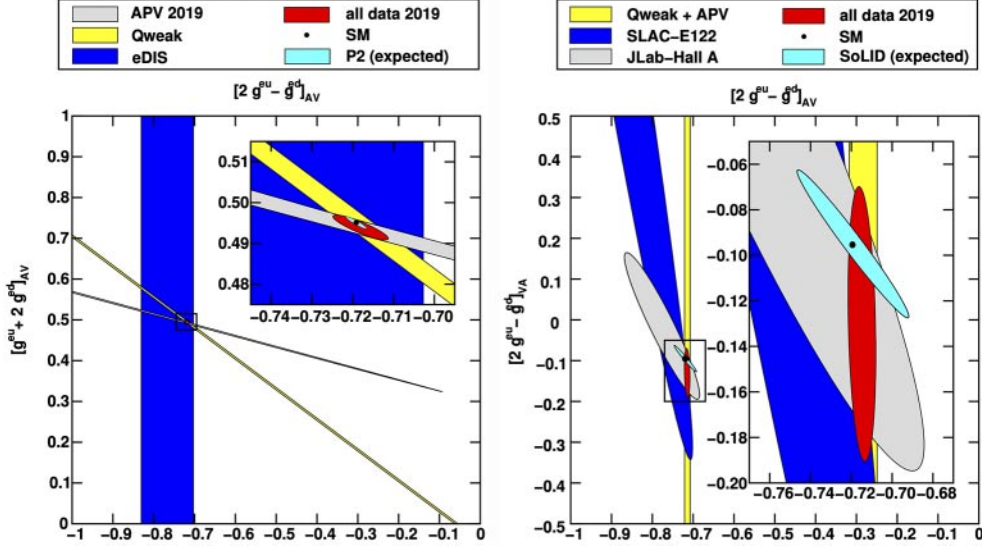 APV 2019
all data 2019
Qweak
SM
eDIS
P2 (expected)
[2 g^eu – g^ed]_AV
[g^eu + 2 g^ed]_AV
1
0.9
0.8
0.7
0.6
0.5
0.4
0.3
0.2
0.1
0
–1 –0.9 –0.8 –0.7 –0.6 –0.5 –0.4 –0.3 –0.2 –0.1 0
0.51
0.50
0.49
0.48
–0.74 –0.73 –0.72 –0.71 –0.70
Qweak + APV
all data 2019
SLAC–E122
SM
JLab–Hall A
SoLID (expected)
[2 g^eu – g^ed]_AV
[2 g^eu – g^ed]_VA
0.5
0.4
0.3
0.2
0.1
0
–0.1
–0.2
–0.3
–0.4
–0.5
–1 –0.9 –0.8 –0.7 –0.6 –0.5 –0.4 –0.3 –0.2 –0.1 0
–0.06
–0.08
–0.10
–0.12
–0.14
–0.16
–0.18
–0.20
–0.76 –0.74 –0.72 –0.70 –0.68